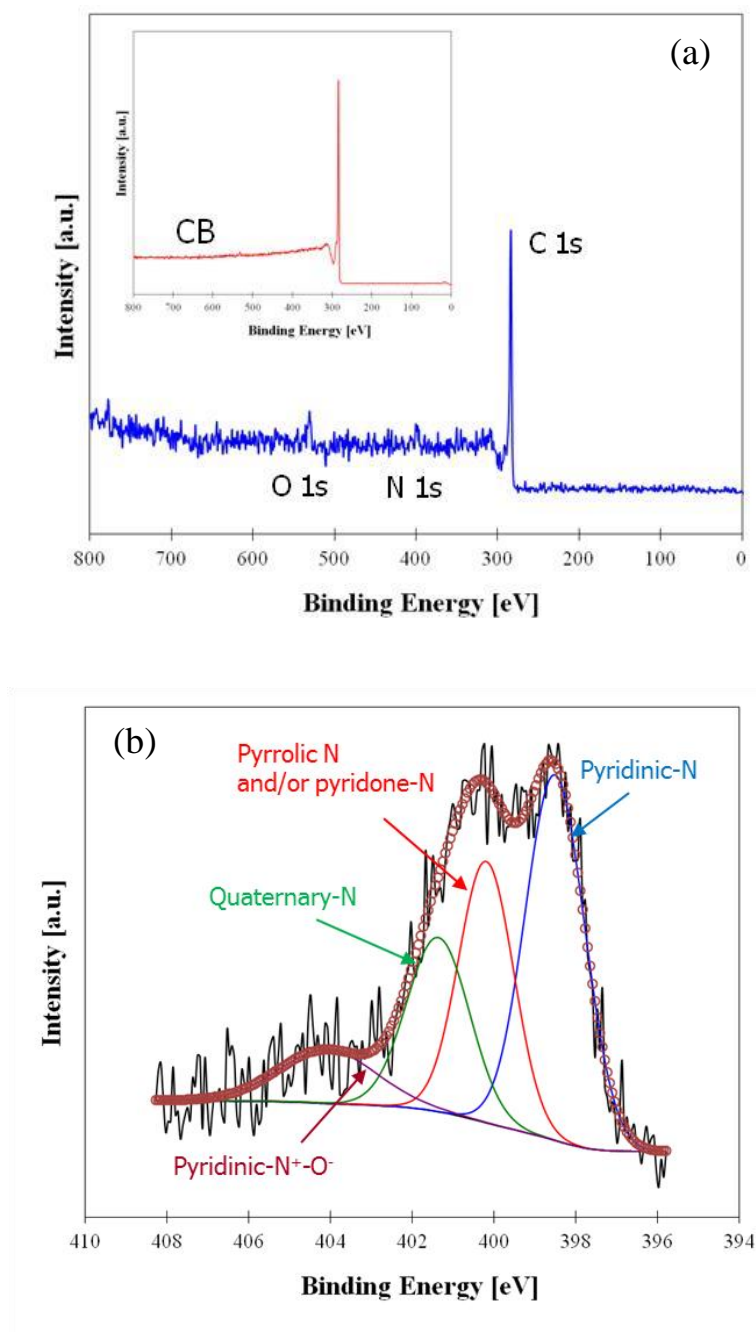 (a)
Intensity [a.u.]
CB
800 700 600 500 400 300 200 100 0
Binding Energy [eV]
C 1s
Intensity [a.u.]
O 1s
N 1s
800 700 600 500 400 300 200 100 0
Binding Energy [eV]
(b)
Pyrrolic N
and/or pyridone-N
Pyridinic-N
Quaternary-N
Intensity [a.u.]
Pyridinic-N⁺-O⁻
410 408 406 404 402 400 398 396 394
Binding Energy [eV]